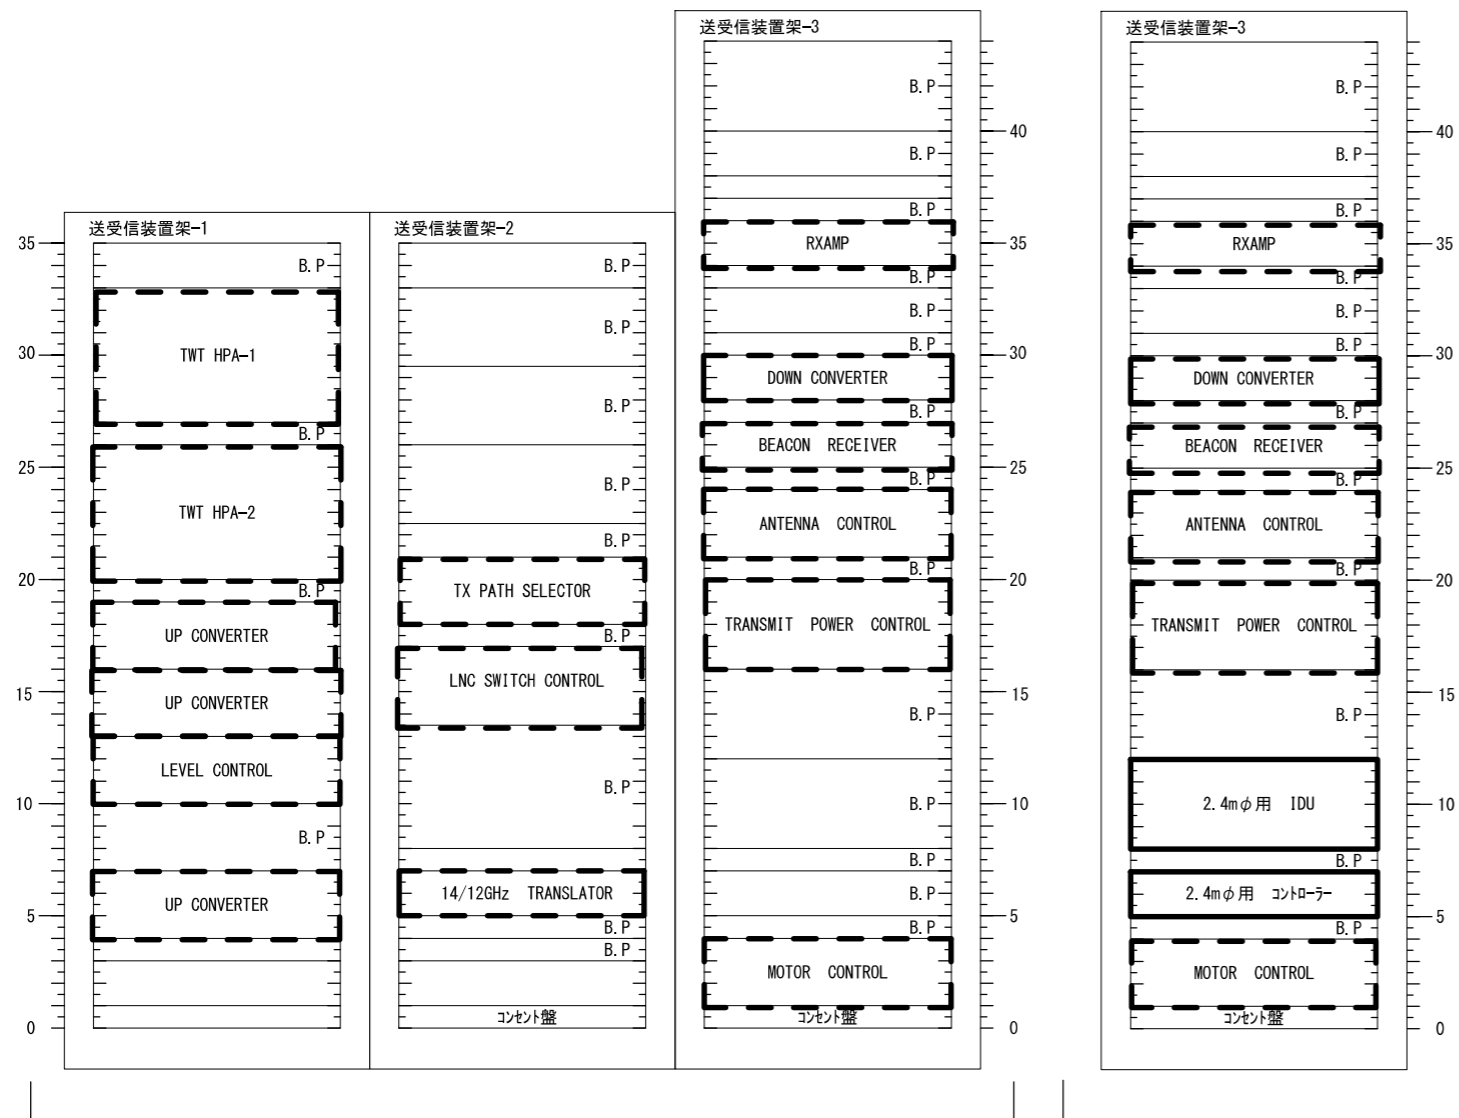 送受信装置架-1
35
B.P
TWT HPA-1
30
B.P
25
TWT HPA-2
20
B.P
UP CONVERTER
15
UP CONVERTER
LEVEL CONTROL
10
B.P
UP CONVERTER
5
0
送受信装置架-2
B.P
B.P
B.P
B.P
B.P
TX PATH SELECTOR
B.P
LNC SWITCH CONTROL
B.P
14/12GHz TRANSLATOR
B.P
B.P
コンセント盤
送受信装置架-3
B.P
40
B.P
B.P
RXAMP
35
B.P
B.P
B.P
30
DOWN CONVERTER
B.P
BEACON RECEIVER
25
B.P
ANTENNA CONTROL
B.P
20
TRANSMIT POWER CONTROL
15
B.P
B.P
10
B.P
B.P
5
B.P
MOTOR CONTROL
コンセント盤
0
送受信装置架-3
B.P
40
B.P
B.P
RXAMP
35
B.P
B.P
B.P
30
DOWN CONVERTER
B.P
BEACON RECEIVER
25
B.P
ANTENNA CONTROL
B.P
20
TRANSMIT POWER CONTROL
15
B.P
2.4mφ用 IDU
10
B.P
2.4mφ用 コントローラー
5
B.P
MOTOR CONTROL
コンセント盤
0